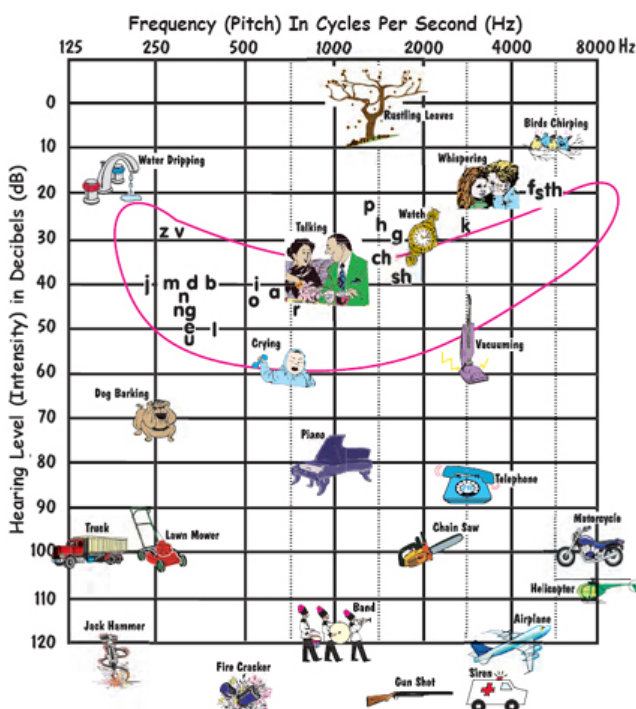 Frequency (Pitch) In Cycles Per Second (Hz)
125 250 500 1000 2000 4000 8000 Hz
Hearing Level (Intensity) in Decibels (dB)
0
Rustling Leaves
Birds Chirping
10
Water Dripping
Whispering
20
f s th
p
Watch
z v
Talking
h
k
30
g
ch
sh
40
j m d b i
n
o a
ng
r
50
e l
u
Crying
Vacuuming
60
Dog Barking
70
Piano
80
Telephone
90
Truck
Lawn Mower
Chain Saw
Motorcycle
100
Helicopter
110
Band
Jack Hammer
Airplane
120
Fire Cracker
Gun Shot
Siren